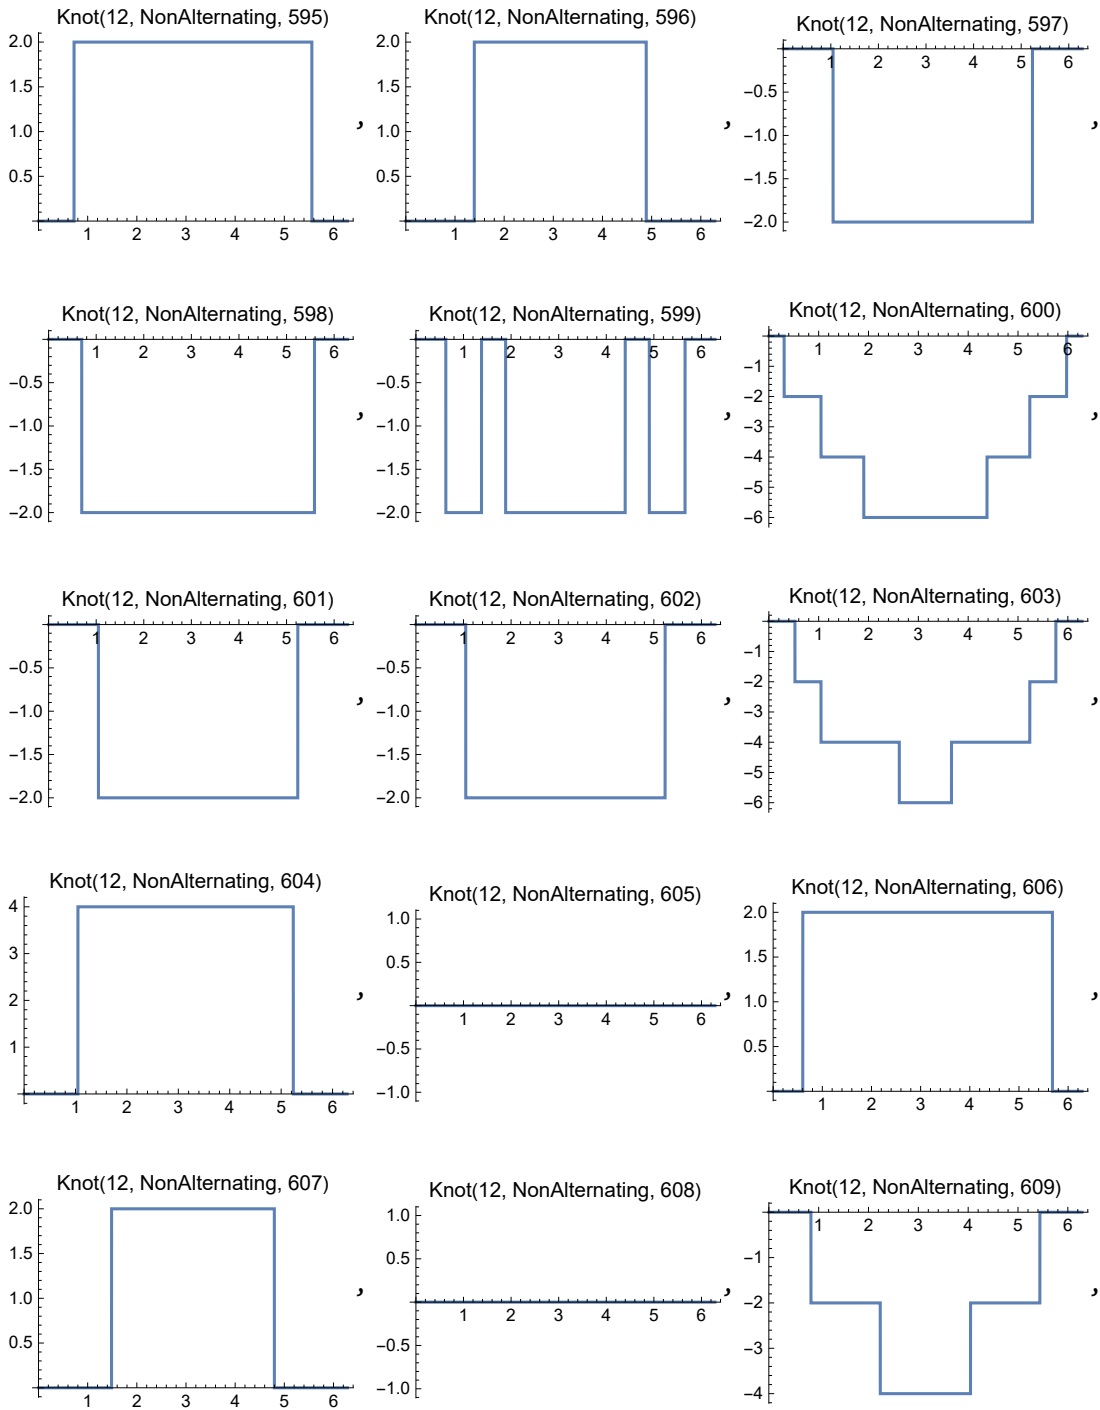 Knot(12, NonAlternating, 595)
2.0
1.5
1.0
0.5
1 2 3 4 5 6
,
Knot(12, NonAlternating, 596)
2.0
1.5
1.0
0.5
1 2 3 4 5 6
,
Knot(12, NonAlternating, 597)
1 2 3 4 5 6
−0.5
−1.0
−1.5
−2.0
,
Knot(12, NonAlternating, 598)
1 2 3 4 5 6
−0.5
−1.0
−1.5
−2.0
,
Knot(12, NonAlternating, 599)
1 2 3 4 5 6
−0.5
−1.0
−1.5
−2.0
,
Knot(12, NonAlternating, 600)
1 2 3 4 5 6
−1
−2
−3
−4
−5
−6
,
Knot(12, NonAlternating, 601)
1 2 3 4 5 6
−0.5
−1.0
−1.5
−2.0
,
Knot(12, NonAlternating, 602)
1 2 3 4 5 6
−0.5
−1.0
−1.5
−2.0
,
Knot(12, NonAlternating, 603)
1 2 3 4 5 6
−1
−2
−3
−4
−5
−6
,
Knot(12, NonAlternating, 604)
4
3
2
1
1 2 3 4 5 6
,
Knot(12, NonAlternating, 605)
1.0
0.5
1 2 3 4 5 6
−0.5
−1.0
,
Knot(12, NonAlternating, 606)
2.0
1.5
1.0
0.5
1 2 3 4 5 6
,
Knot(12, NonAlternating, 607)
2.0
1.5
1.0
0.5
1 2 3 4 5 6
,
Knot(12, NonAlternating, 608)
1.0
0.5
1 2 3 4 5 6
−0.5
−1.0
,
Knot(12, NonAlternating, 609)
1 2 3 4 5 6
−1
−2
−3
−4
,